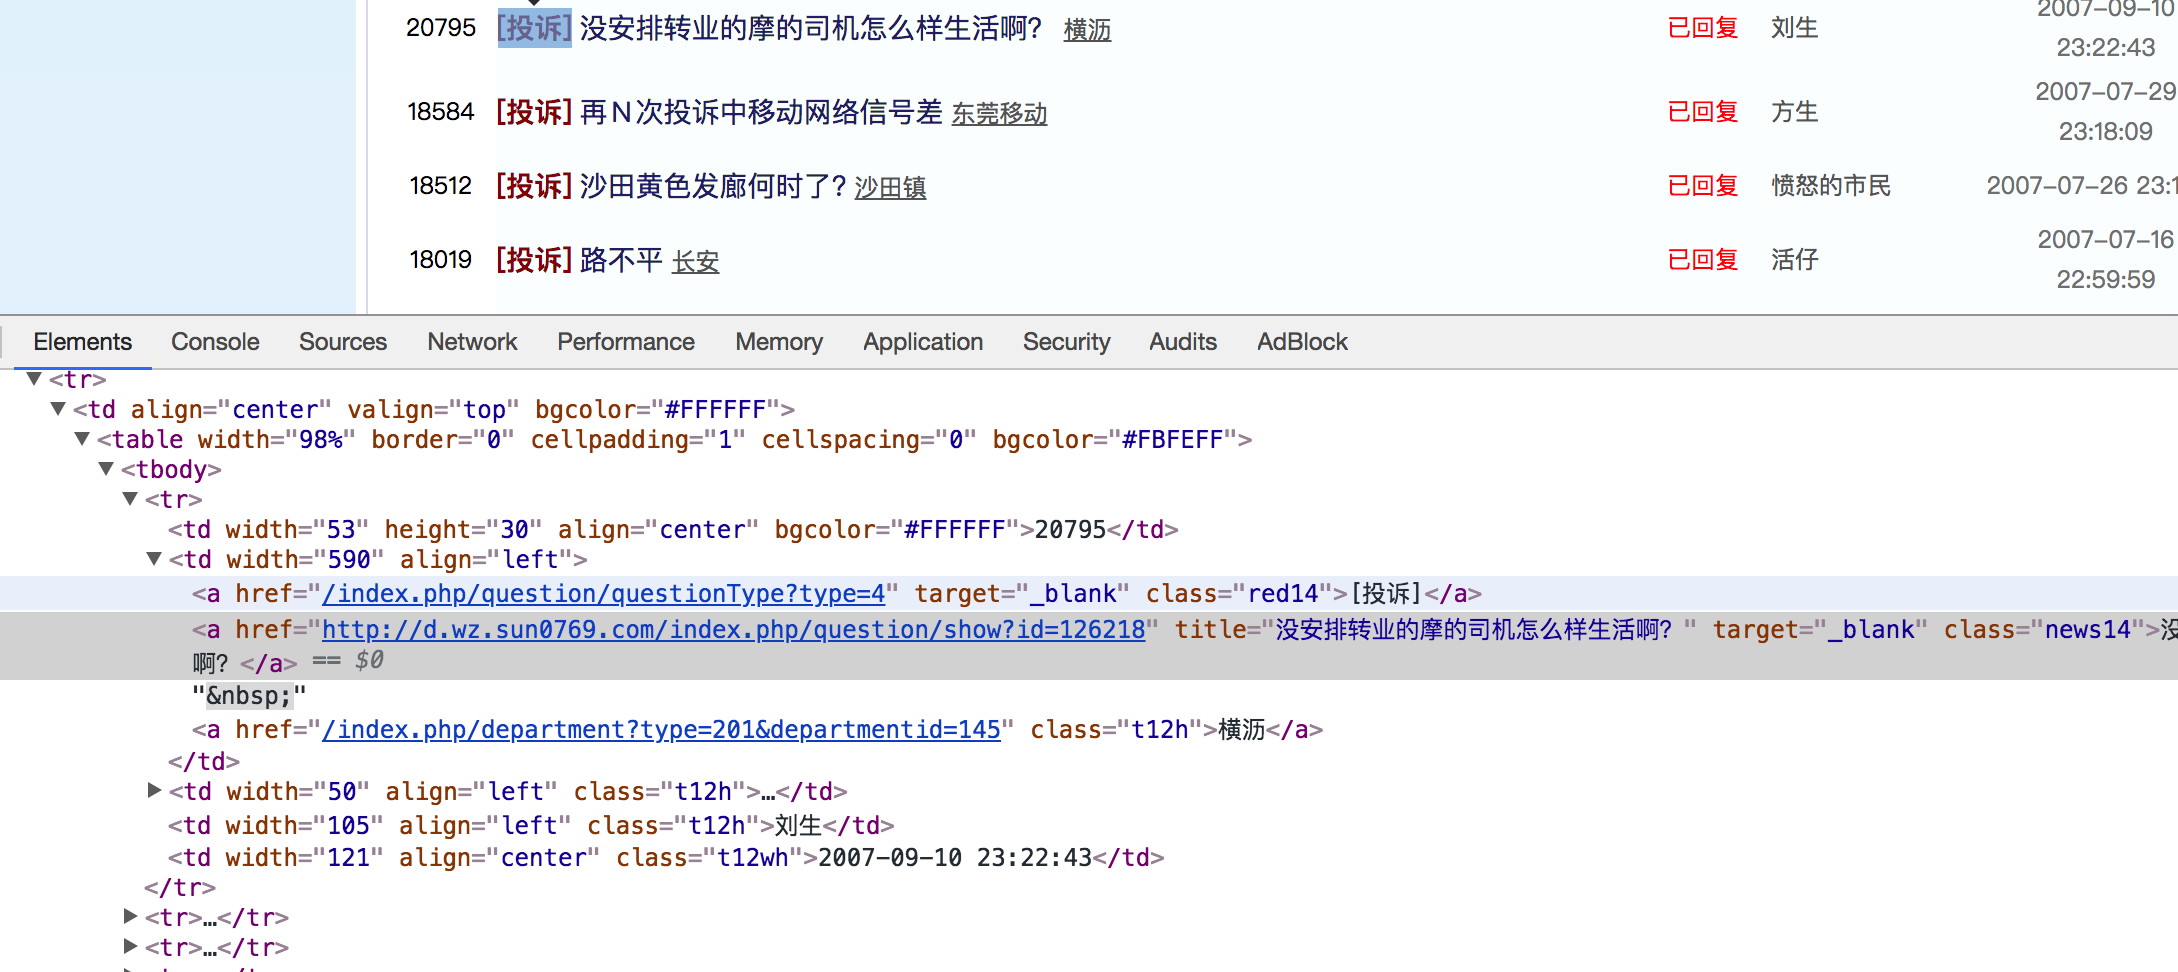 20795 [投诉] 没安排转业的摩的司机怎么样生活啊? 横沥 已回复 刘生 2007-09-10
23:22:43
18584 [投诉] 再N次投诉中移动网络信号差 东莞移动 已回复 方生 2007-07-29
23:18:09
18512 [投诉] 沙田黄色发廊何时了? 沙田镇 已回复 愤怒的市民 2007-07-26 23:1
18019 [投诉] 路不平 长安 已回复 活仔 2007-07-16
22:59:59
Elements Console Sources Network Performance Memory Application Security Audits AdBlock
<tr>
<td align="center" valign="top" bgcolor="#FFFFFF">
<table width="98%" border="0" cellpadding="1" cellspacing="0" bgcolor="#FBFEFF">
<tbody>
<tr>
<td width="53" height="30" align="center" bgcolor="#FFFFFF">20795</td>
<td width="590" align="left">
<a href="/index.php/question/questionType?type=4" target="_blank" class="red14">[投诉]</a>
<a href="http://d.wz.sun0769.com/index.php/question/show?id=126218" title="没安排转业的摩的司机怎么样生活啊? " target="_blank" class="news14">没
啊? </a> == $0
"&nbsp;"
<a href="/index.php/department?type=201&departmentid=145" class="t12h">横沥</a>
</td>
<td width="50" align="left" class="t12h">…</td>
<td width="105" align="left" class="t12h">刘生</td>
<td width="121" align="center" class="t12wh">2007-09-10 23:22:43</td>
</tr>
<tr>…</tr>
<tr>…</tr>